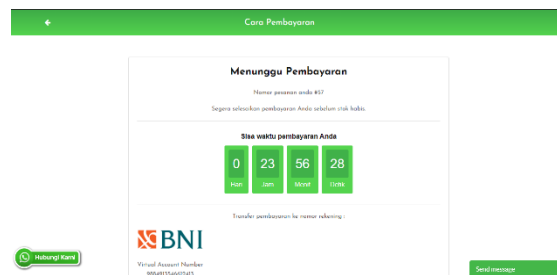 Cara Pembayaran
Menunggu Pembayaran
Nomor pesanan anda #57
Segera selesaikan pembayaran Anda sebelum stok habis.
Sisa waktu pembayaran Anda
0 23 56 28
Hari Jam Menit Detik
Transfer pembayaran ke nomor rekening :
BNI
Virtual Account Number
Hubungi Kami
Send message